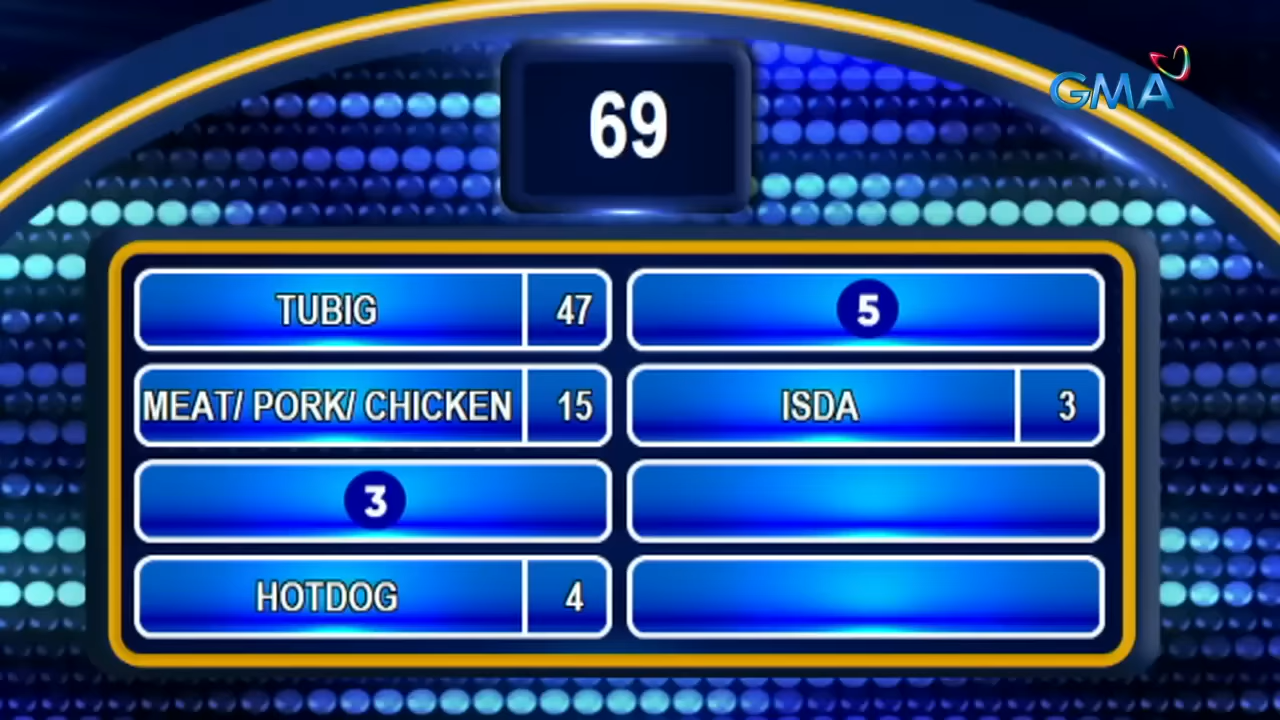 69
GMA
TUBIG 47
MEAT/ PORK/ CHICKEN 15
3
HOTDOG 4
5
ISDA 3